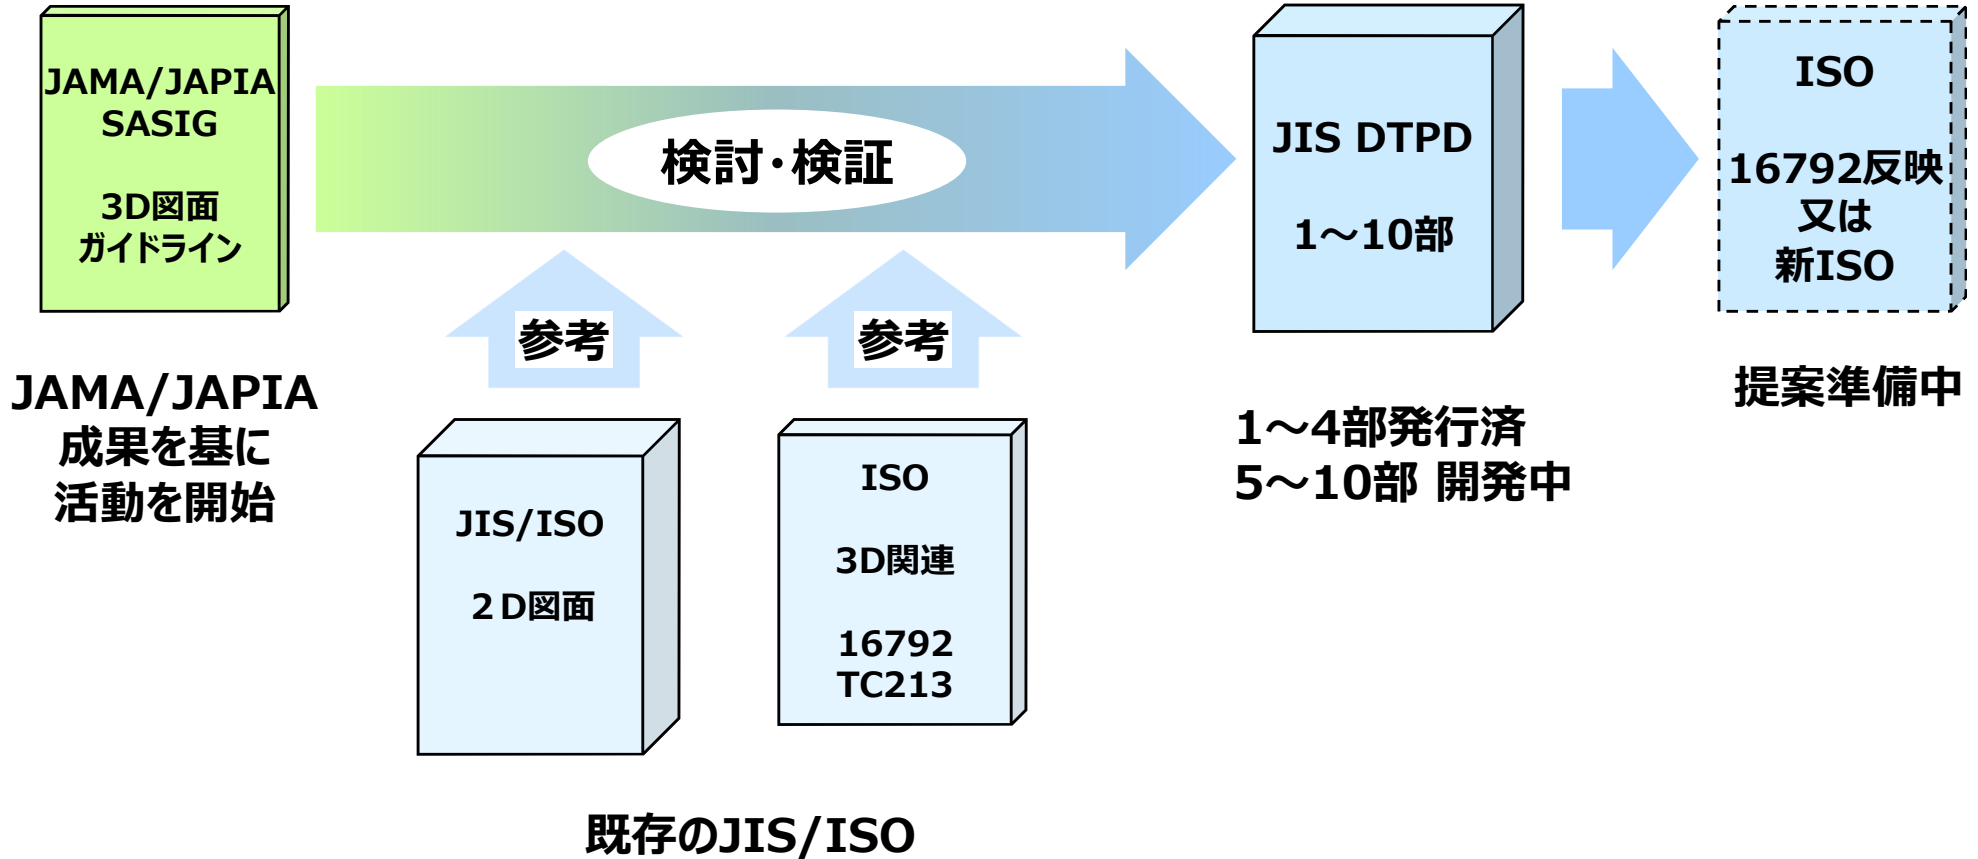 JAMA/JAPIA
SASIG
3D図面
ガイドライン
JAMA/JAPIA
成果を基に
活動を開始
検討･検証
参考
参考
JIS/ISO
２D図面
ISO
3D関連
16792
TC213
既存のJIS/ISO
JIS DTPD
1～10部
1～4部発行済
5～10部 開発中
ISO
16792反映
又は
新ISO
提案準備中